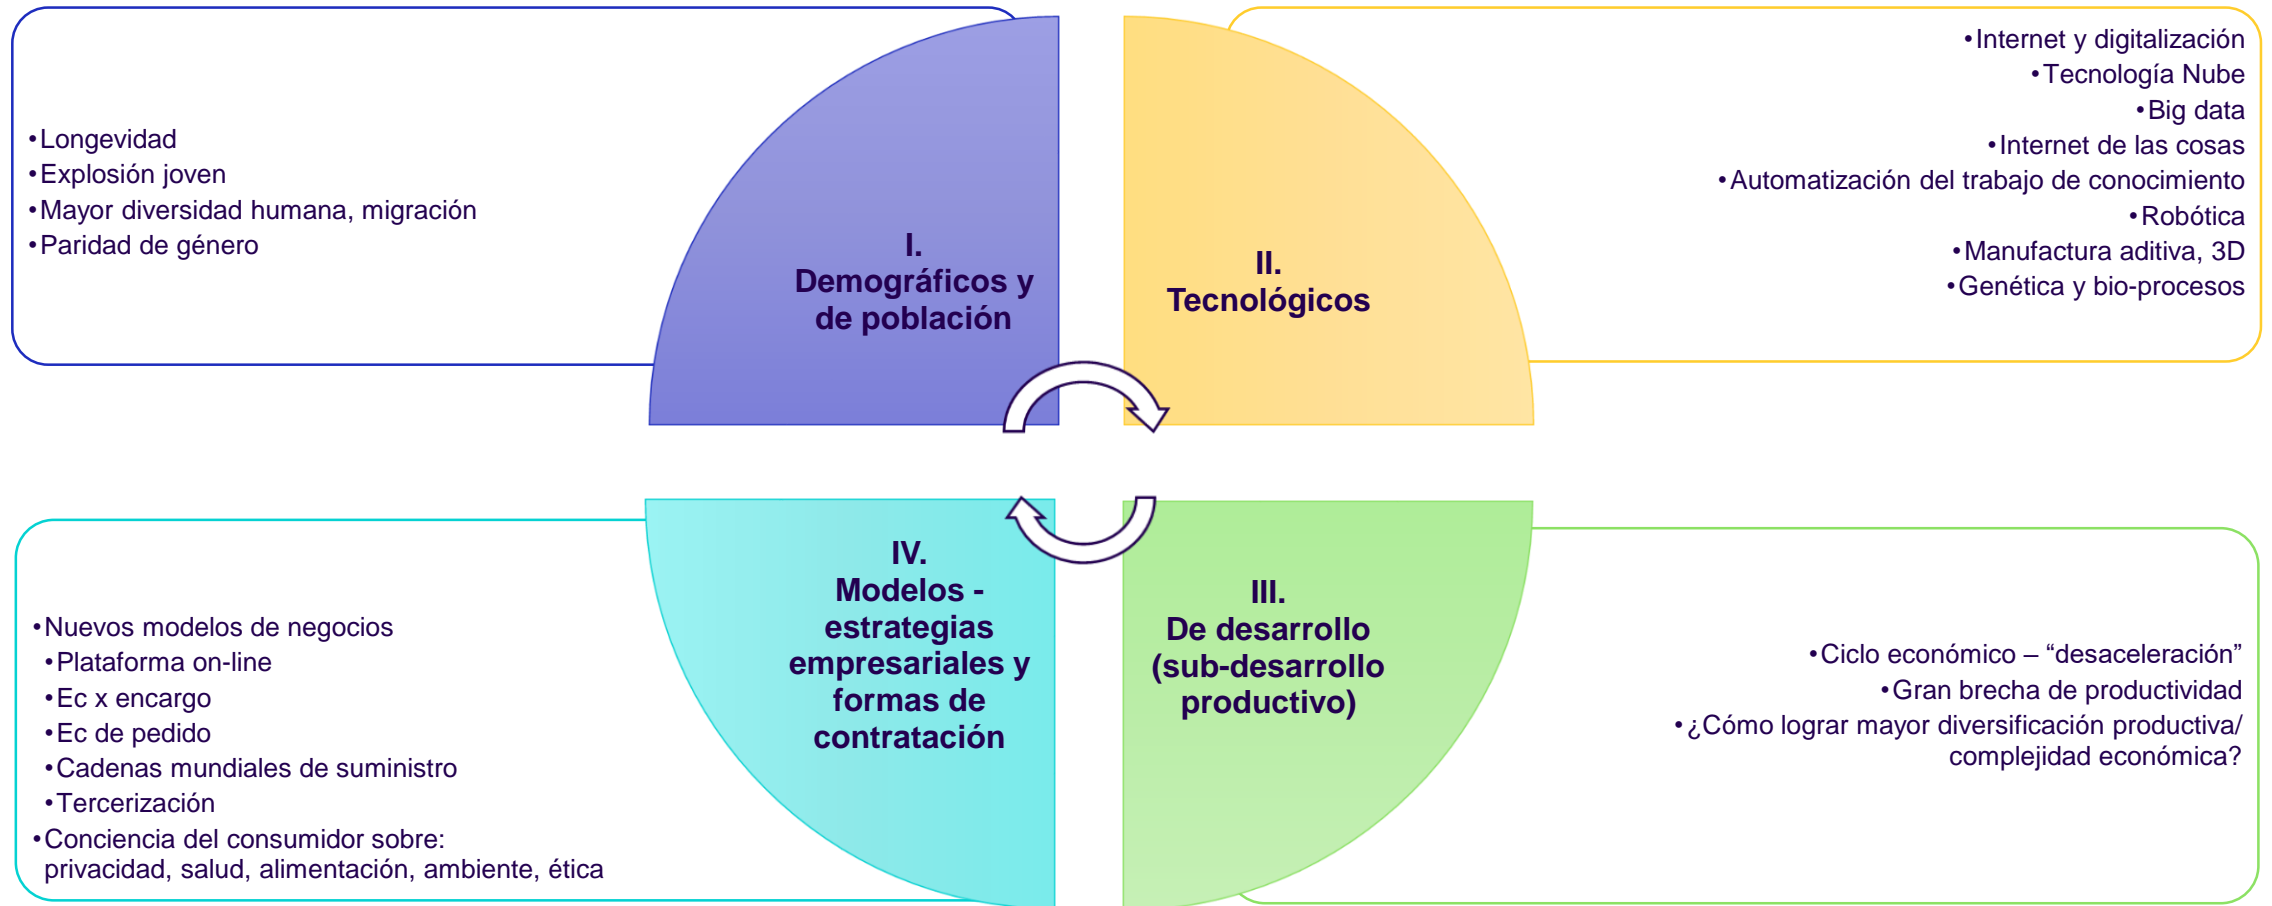 •Longevidad
•Explosión joven
•Mayor diversidad humana, migración
•Paridad de género
I.
Demográficos y
de población
II.
Tecnológicos
•Internet y digitalización
•Tecnología Nube
•Big data
•Internet de las cosas
•Automatización del trabajo de conocimiento
•Robótica
•Manufactura aditiva, 3D
•Genética y bio-procesos
•Nuevos modelos de negocios
•Plataforma on-line
•Ec x encargo
•Ec de pedido
•Cadenas mundiales de suministro
•Tercerización
•Conciencia del consumidor sobre:
privacidad, salud, alimentación, ambiente, ética
IV.
Modelos -
estrategias
empresariales y
formas de
contratación
III.
De desarrollo
(sub-desarrollo
productivo)
•Ciclo económico – “desaceleración”
•Gran brecha de productividad
•¿Cómo lograr mayor diversificación productiva/
complejidad económica?